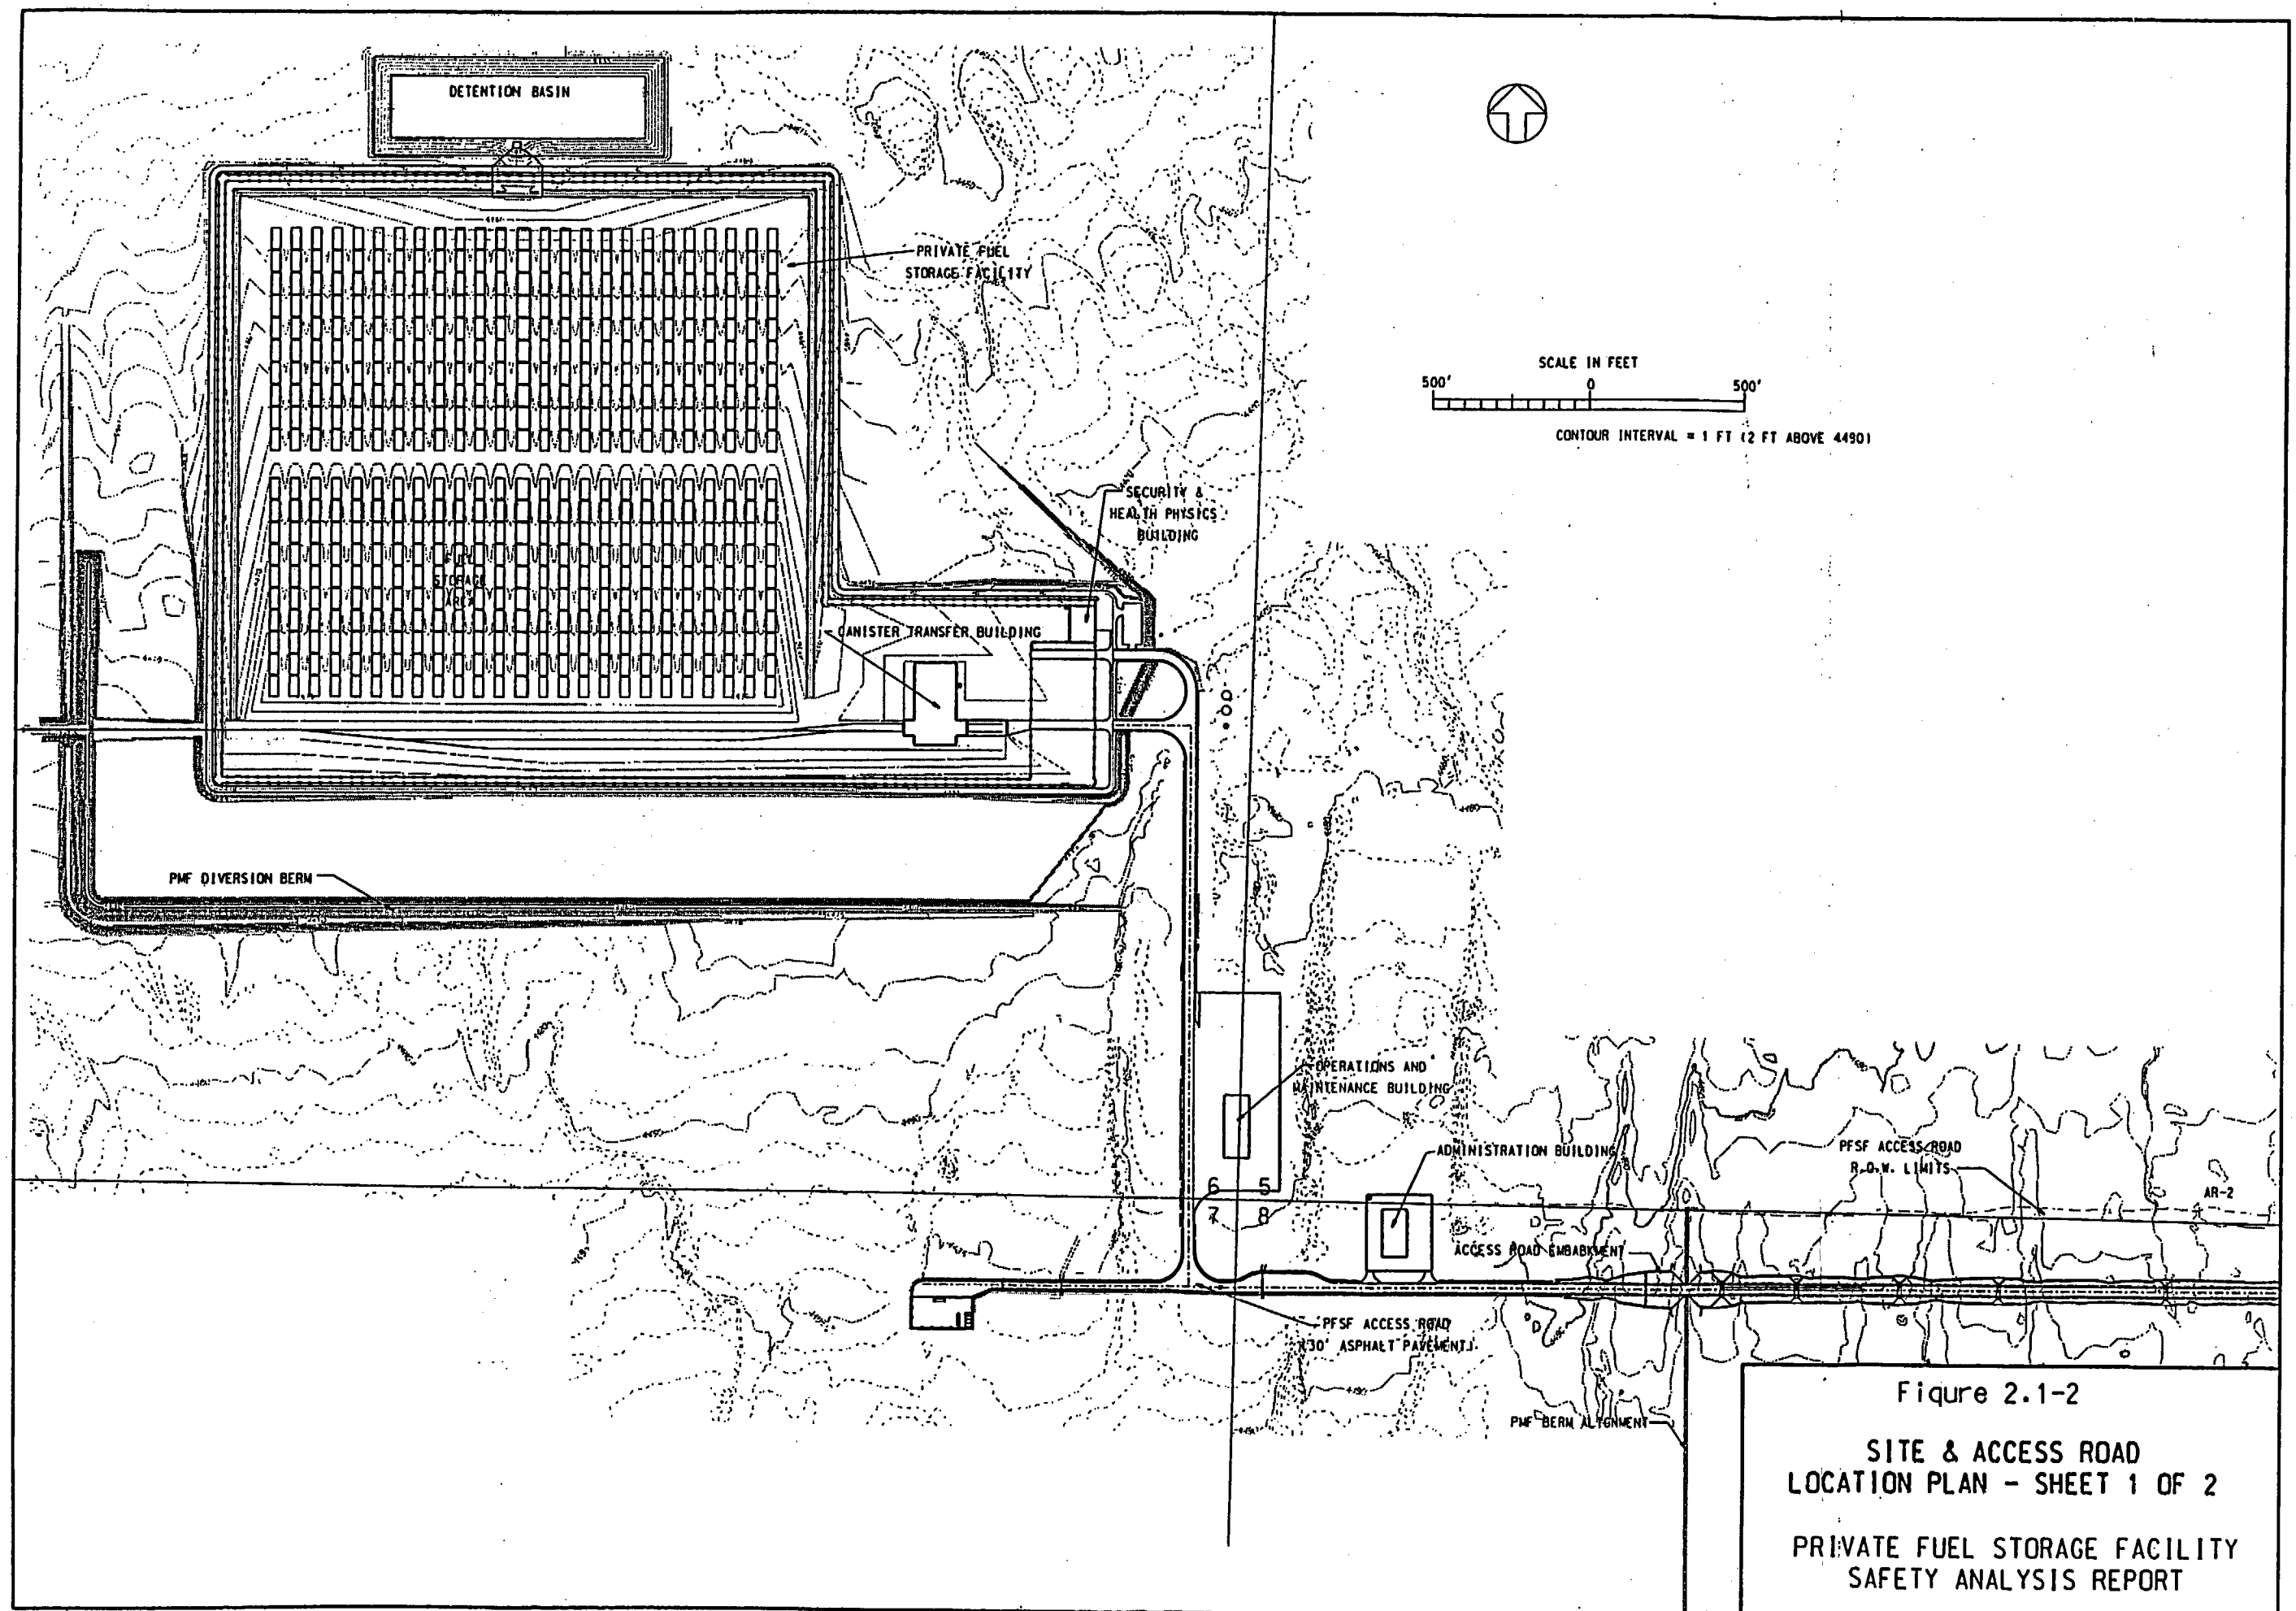 DETENTION BASIN
PRIVATE FUEL
STORAGE FACILITY
SCALE IN FEET
500' 0 500'
CONTOUR INTERVAL = 1 FT (2 FT ABOVE 4490)
SECURITY &
HEALTH PHYSICS
BUILDING
STORAGE
AREA
CANISTER TRANSFER BUILDING
PMF DIVERSION BERM
OPERATIONS AND
MAINTENANCE BUILDING
ADMINISTRATION BUILDING
PFSF ACCESS ROAD
R.O.W. LIMITS
AR-2
6 5
7 8
ACCESS ROAD EMBABKMENT
PFSF ACCESS ROAD
(30' ASPHALT PAVEMENT)
PMF BERM ALIGNMENT
Figure 2.1-2
SITE & ACCESS ROAD
LOCATION PLAN - SHEET 1 OF 2
PRIVATE FUEL STORAGE FACILITY
SAFETY ANALYSIS REPORT